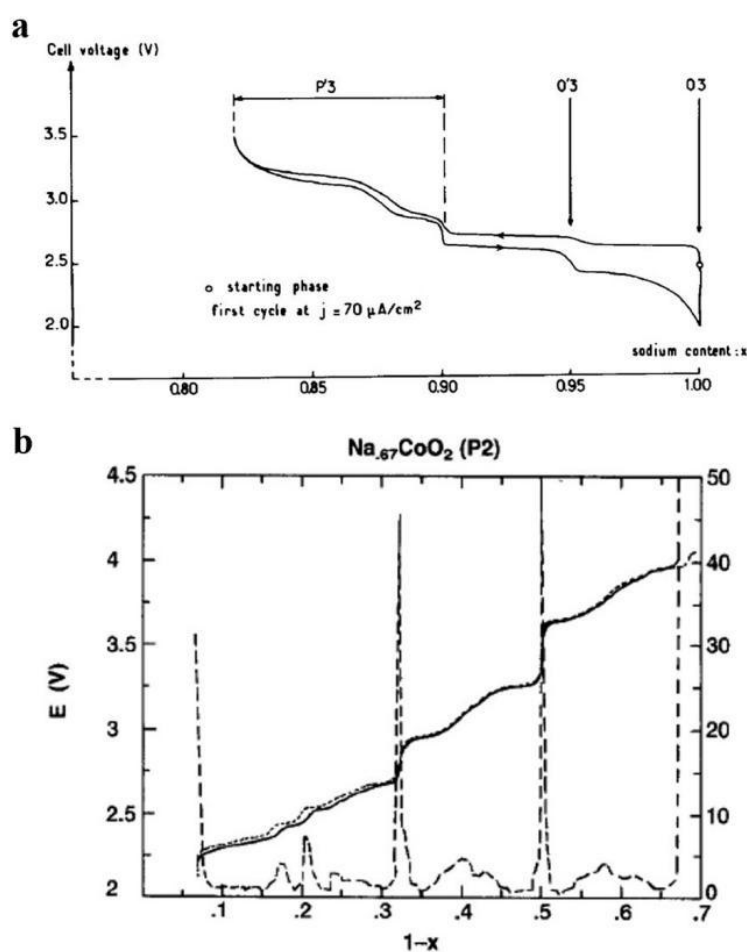 a
Cell voltage (V)
P'3
O'3
O3
3.5
3.0
2.5
2.0
o starting phase
first cycle at j = 70 µA/cm²
sodium content:x
0.80
0.85
0.90
0.95
1.00
b
Na.67CoO2 (P2)
4.5
4
3.5
3
2.5
2
E (V)
50
40
30
20
10
0
.1
.2
.3
.4
.5
.6
.7
1-x